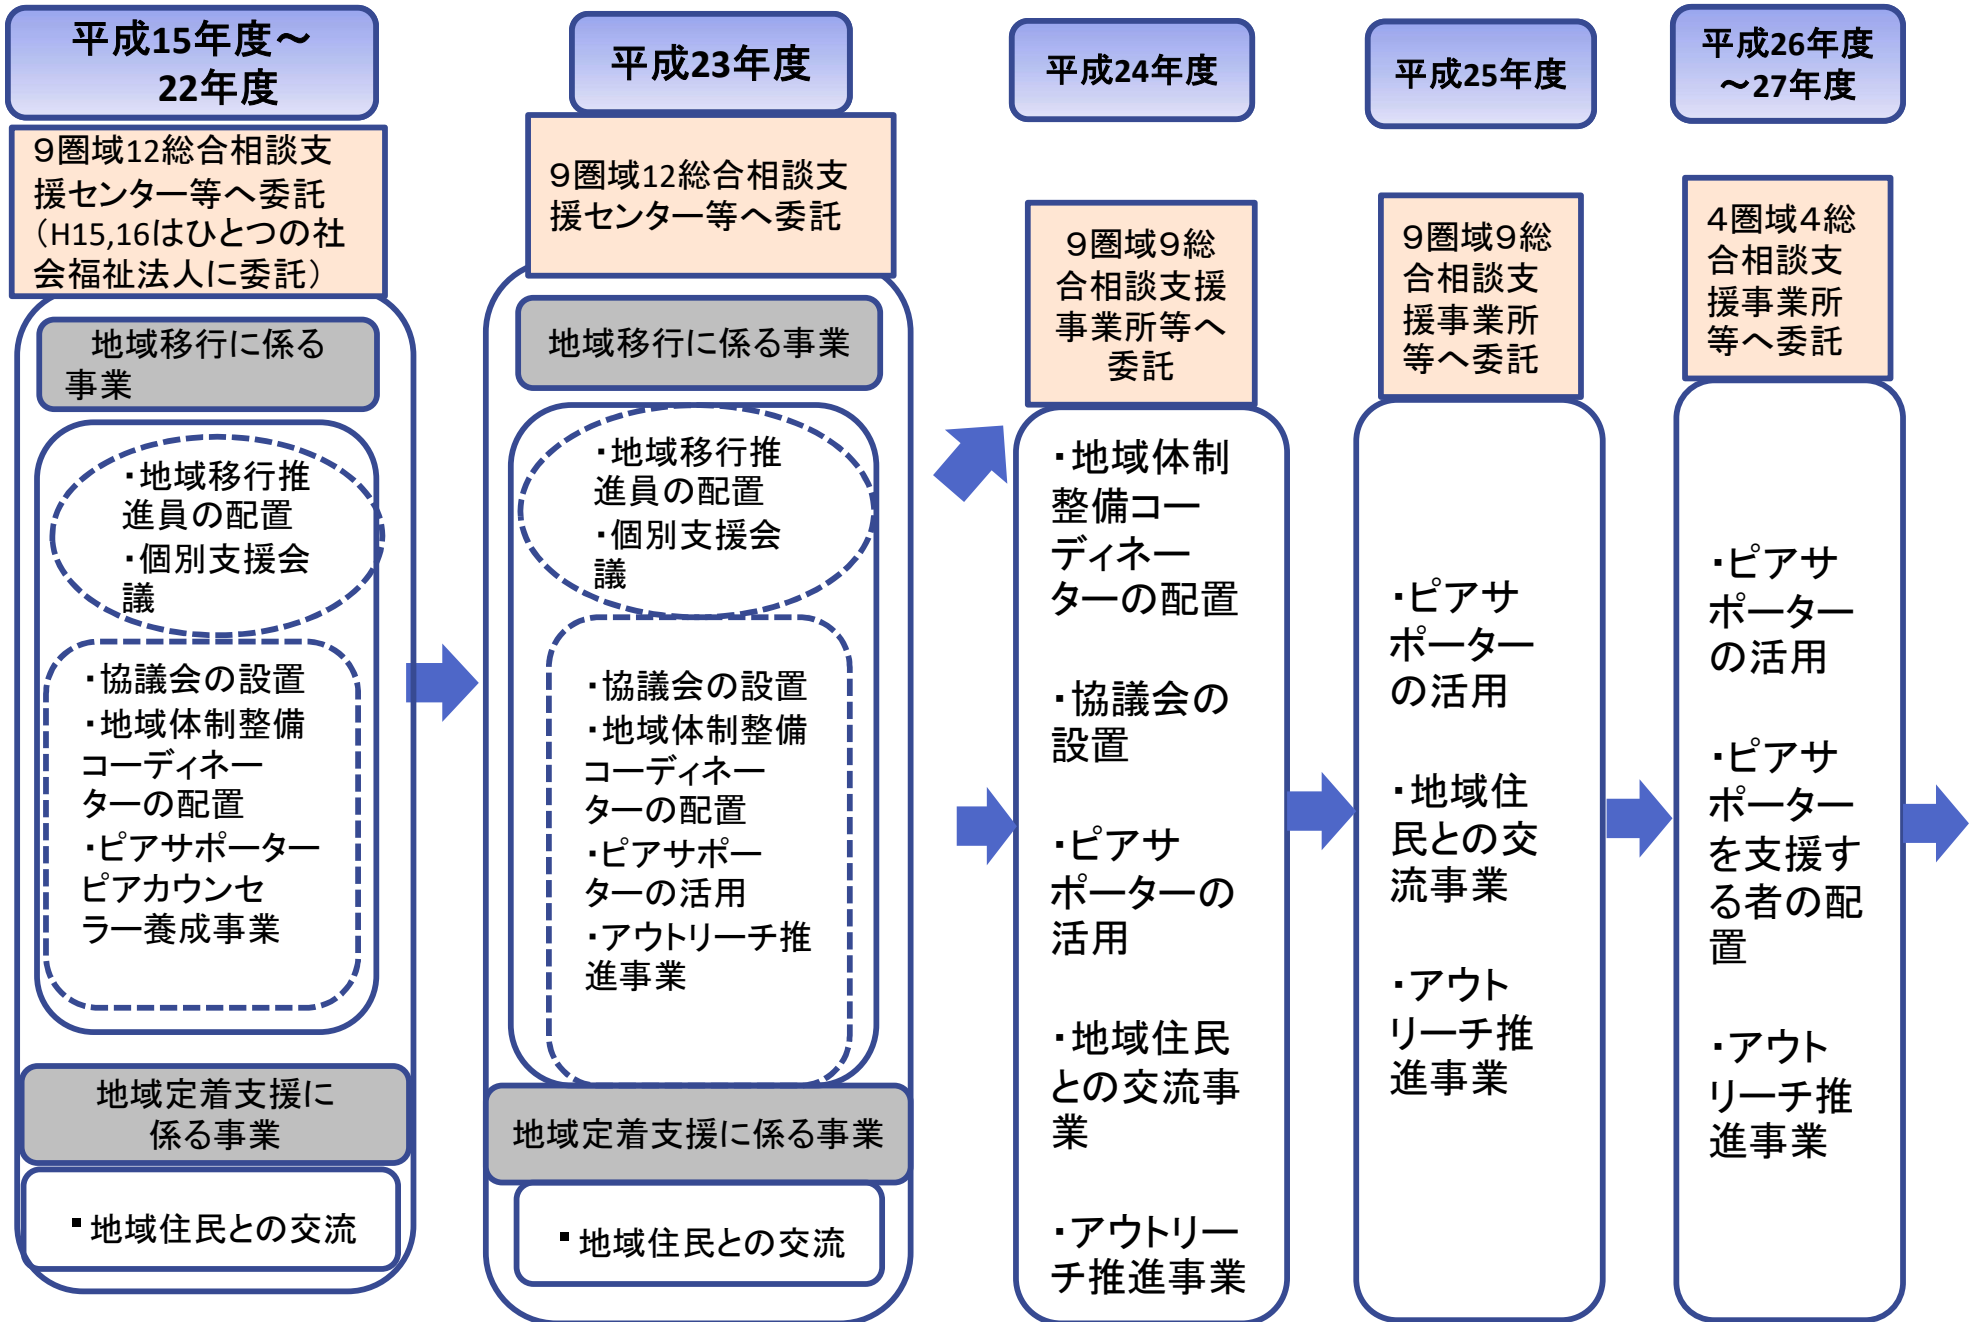 平成15年度～
22年度
９圏域12総合相談支
援センター等へ委託
（H15,16はひとつの社
会福祉法人に委託）
地域移行に係る
事業
・地域移行推
進員の配置
・個別支援会
議
・協議会の設置
・地域体制整備
コーディネー
ターの配置
・ピアサポーター
ピアカウンセ
ラー養成事業
地域定着支援に
係る事業
▪地域住民との交流
平成23年度
９圏域12総合相談支
援センター等へ委託
地域移行に係る事業
・地域移行推
進員の配置
・個別支援会
議
・協議会の設置
・地域体制整備
コーディネー
ターの配置
・ピアサポー
ターの活用
・アウトリーチ推
進事業
地域定着支援に係る事業
▪地域住民との交流
平成24年度
９圏域９総
合相談支援
事業所等へ
委託
・地域体制
整備コー
ディネー
ターの配置
・協議会の
設置
・ピアサ
ポーターの
活用
・地域住民
との交流事
業
・アウトリー
チ推進事業
平成25年度
９圏域９総
合相談支
援事業所
等へ委託
・ピアサ
ポーター
の活用
・地域住
民との交
流事業
・アウト
リーチ推
進事業
平成26年度
～27年度
４圏域４総
合相談支
援事業所
等へ委託
・ピアサ
ポーター
の活用
・ピアサ
ポーター
を支援す
る者の配
置
・アウト
リーチ推
進事業